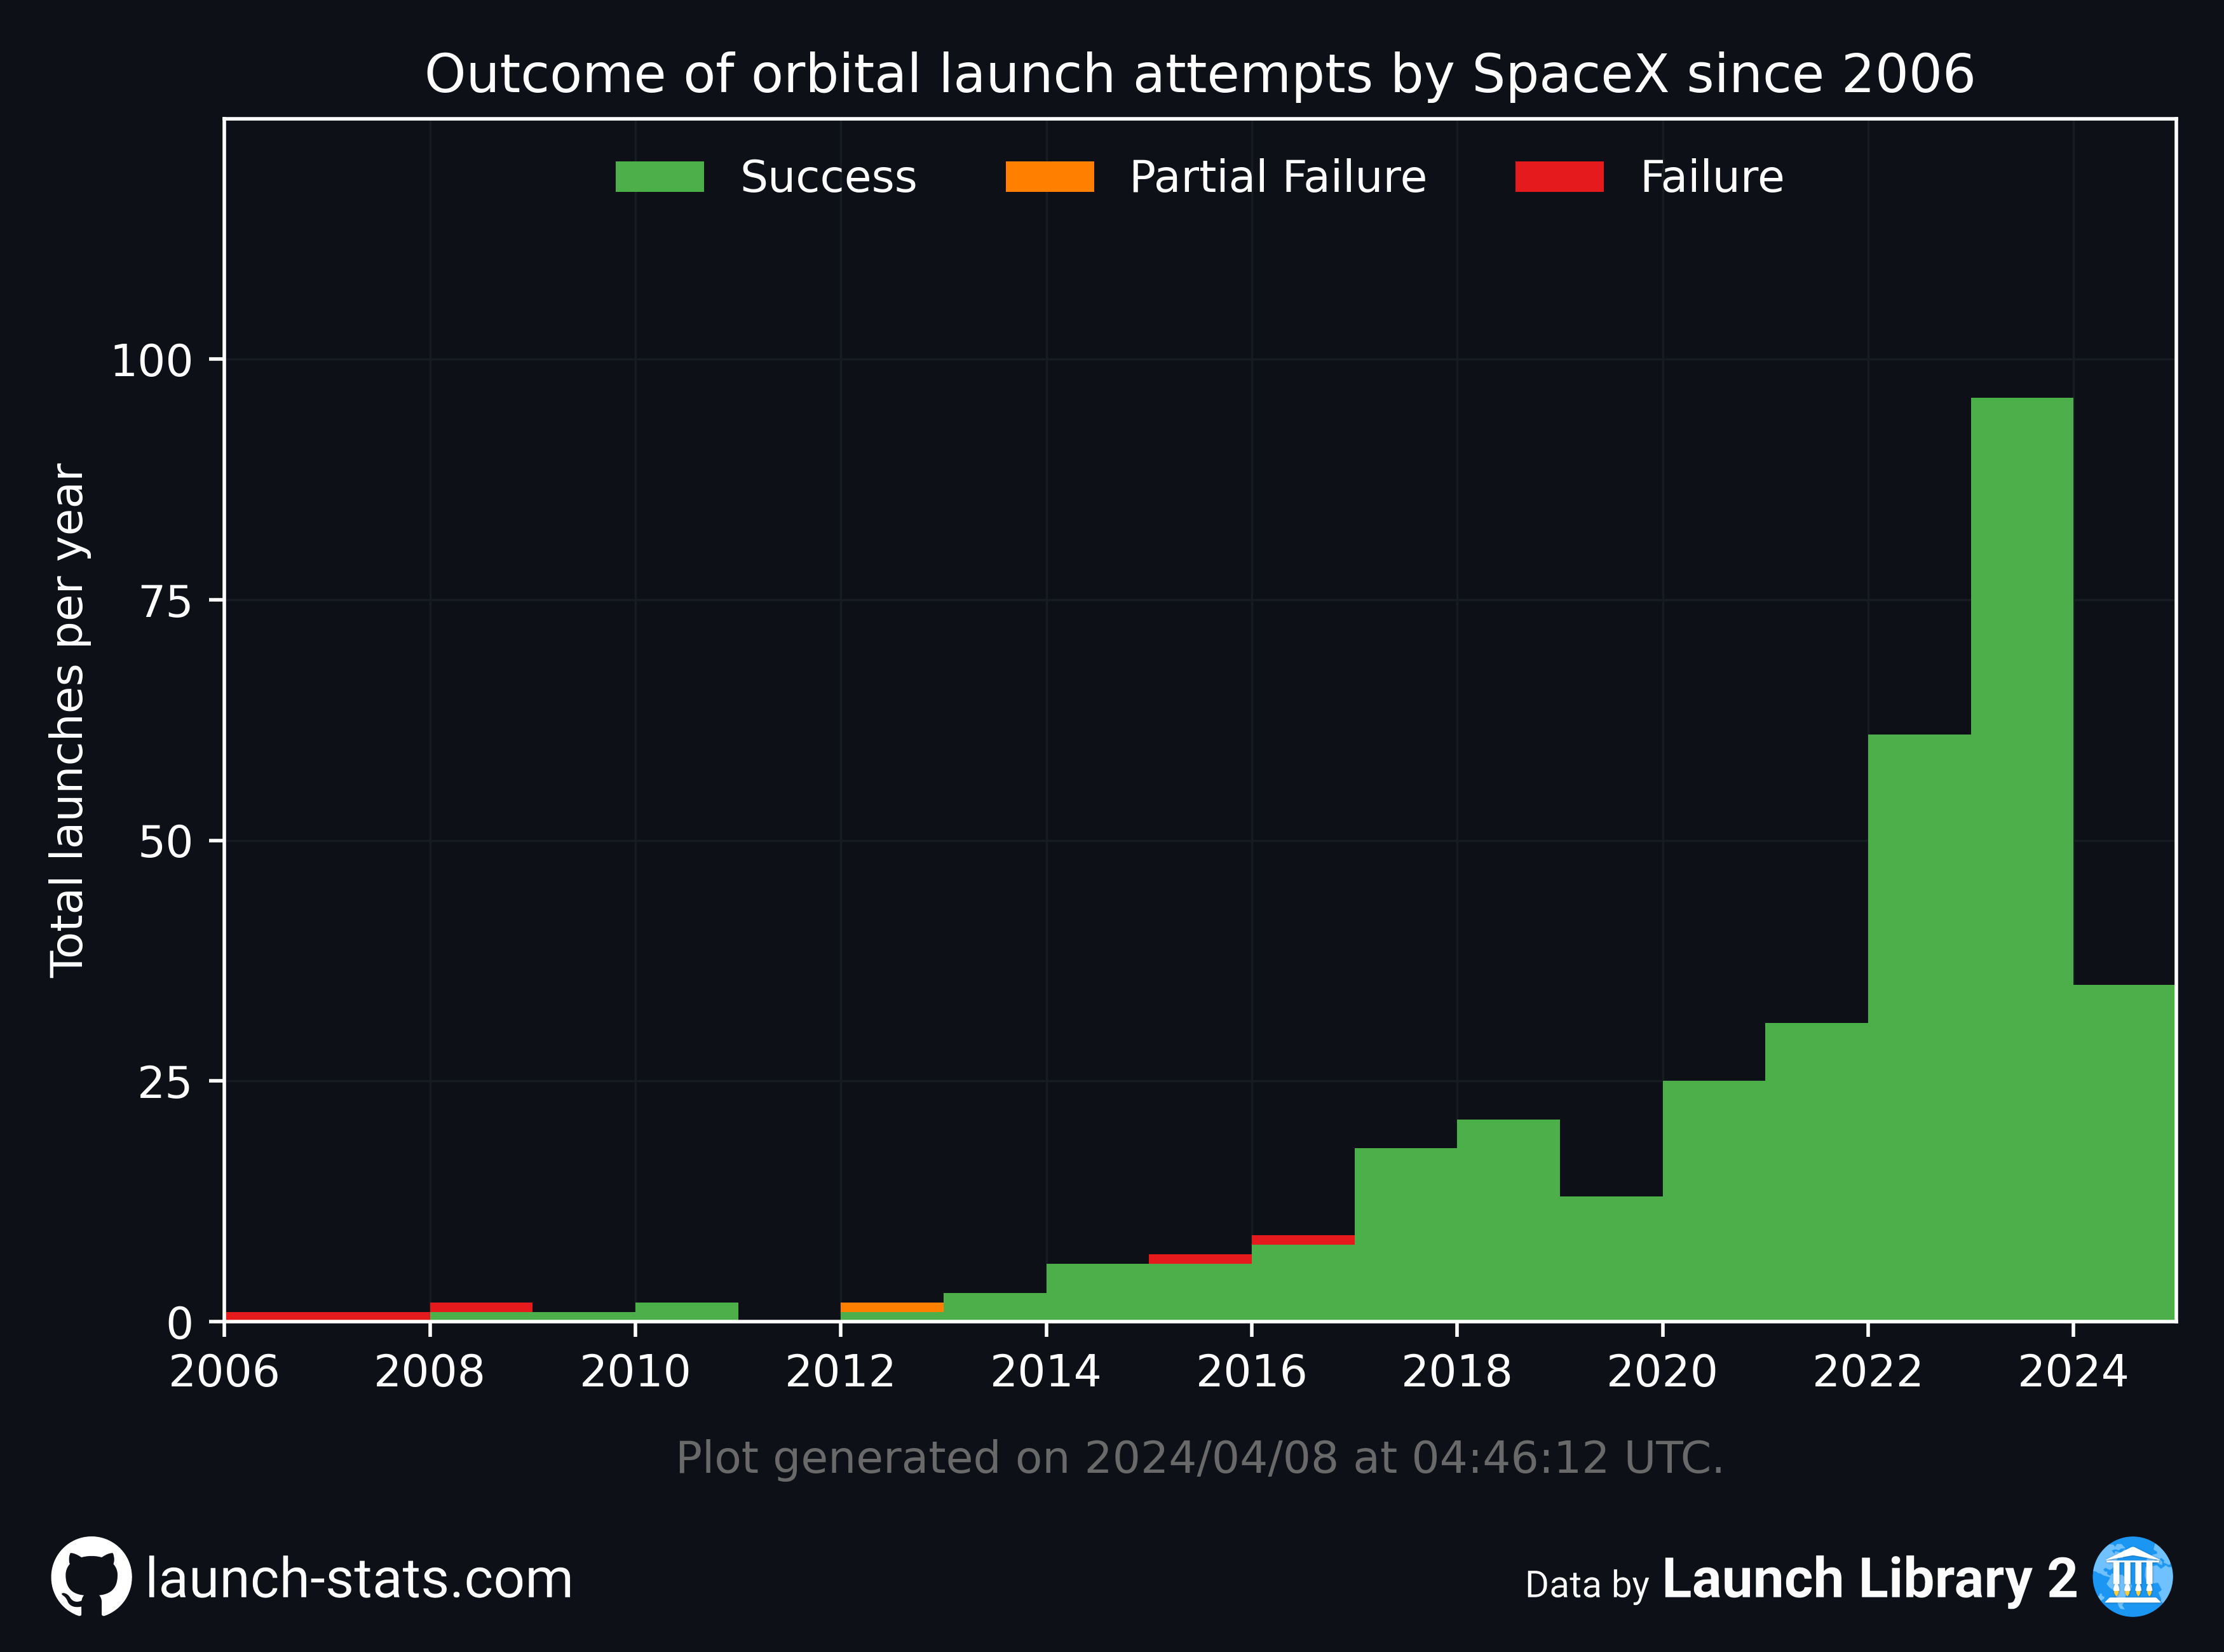 Outcome of orbital launch attempts by SpaceX since 2006
Success Partial Failure Failure
Total launches per year
100
75
50
25
0
2006 2008 2010 2012 2014 2016 2018 2020 2022 2024
Plot generated on 2024/04/08 at 04:46:12 UTC.
launch-stats.com
Data by Launch Library 2